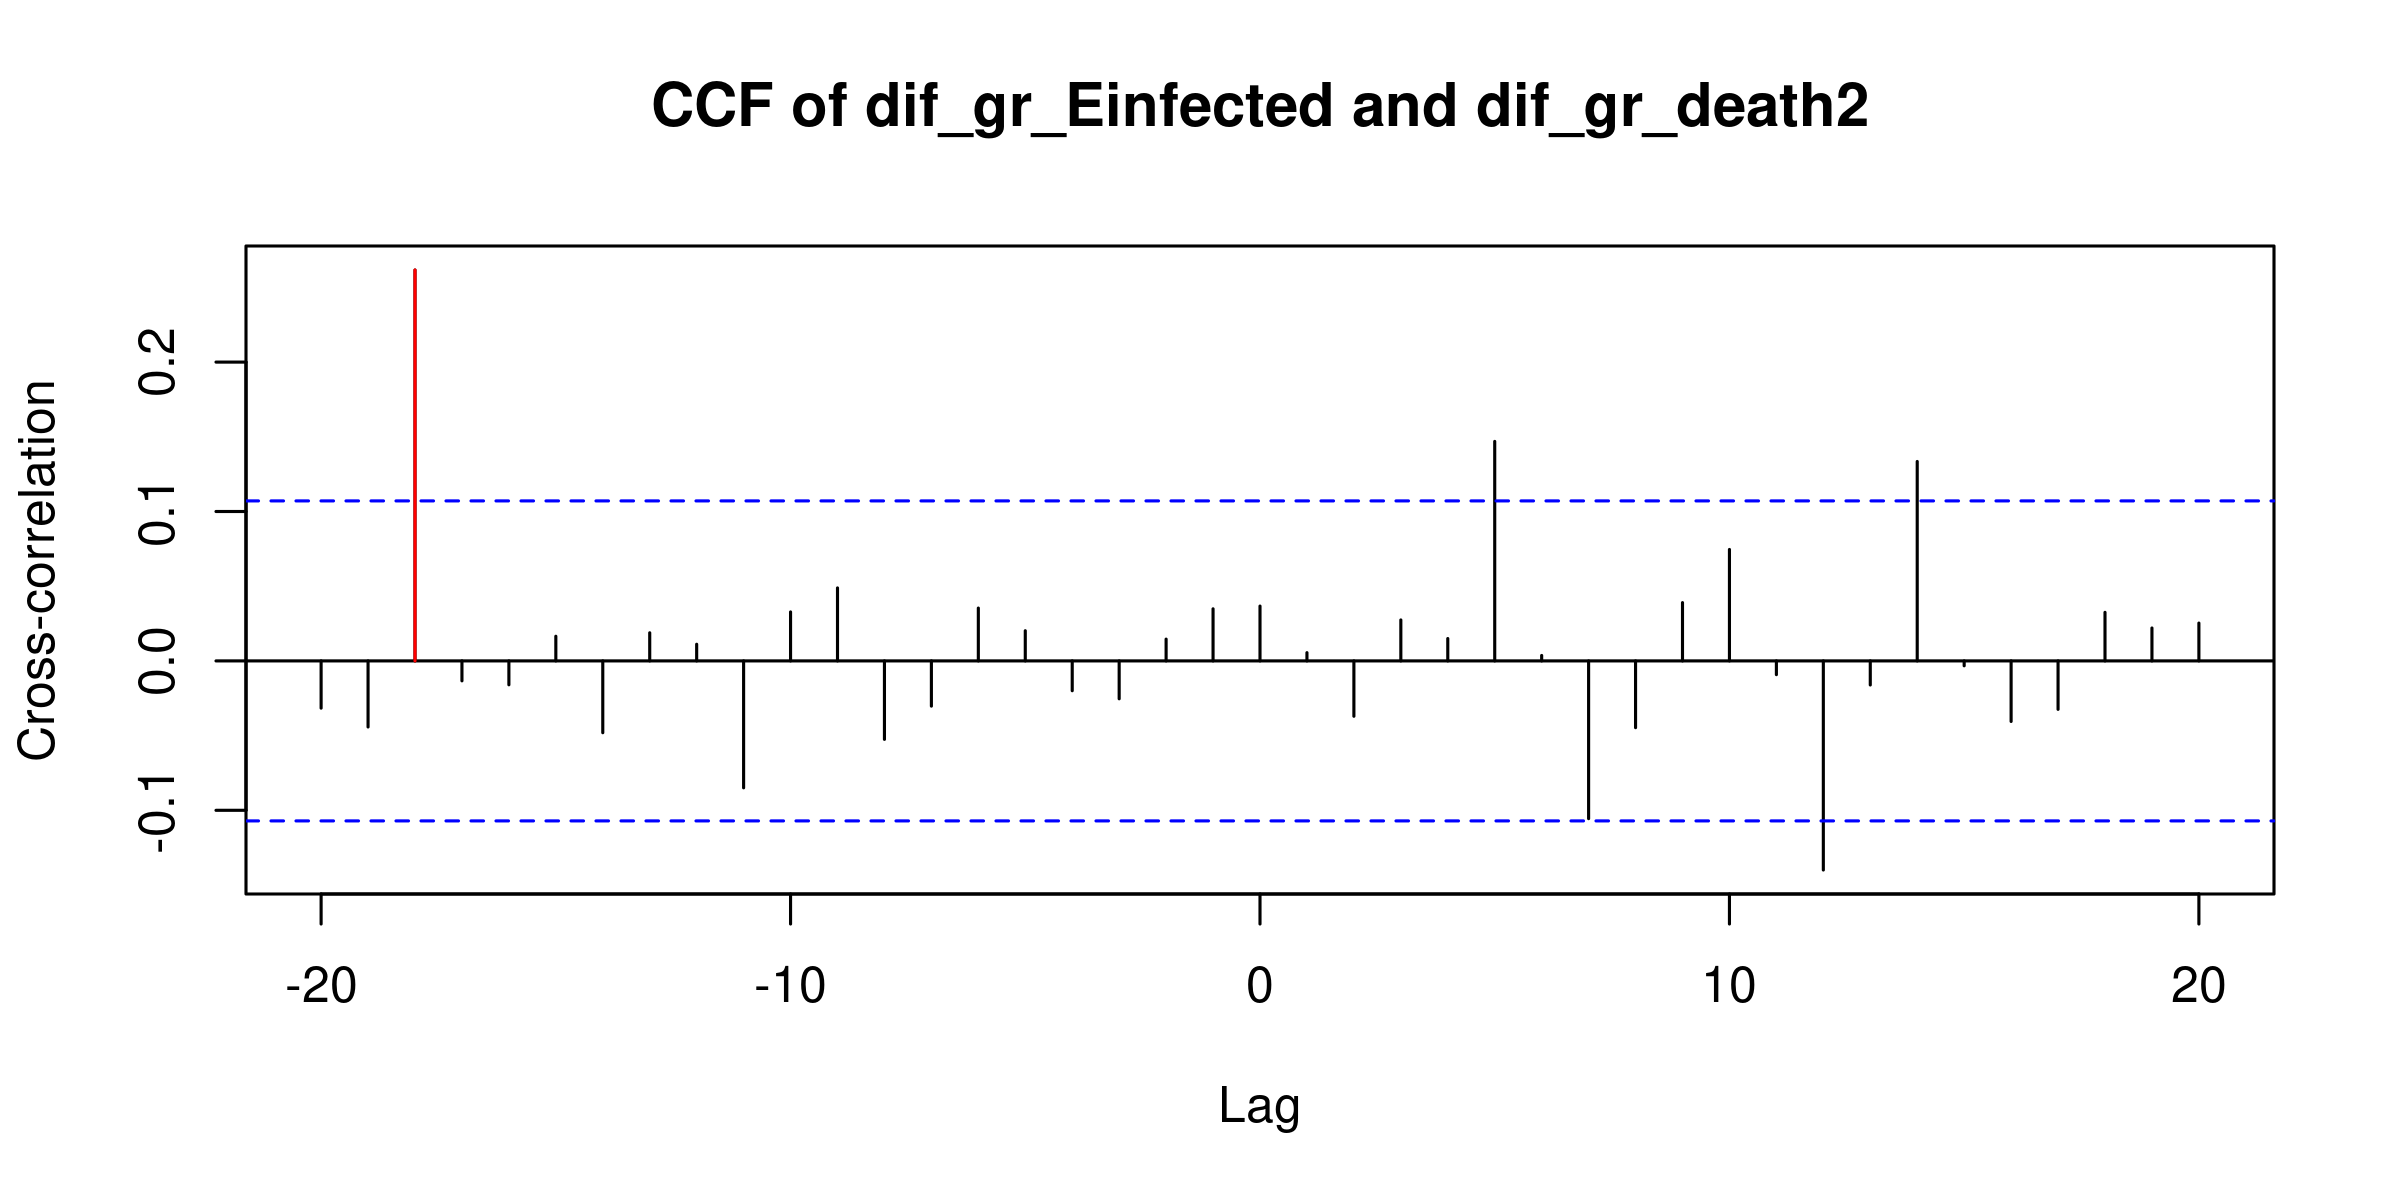 CCF of dif_gr_Einfected and dif_gr_death2
Cross-correlation
0.2
0.1
0.0
-0.1
-20 -10 0 10 20
Lag